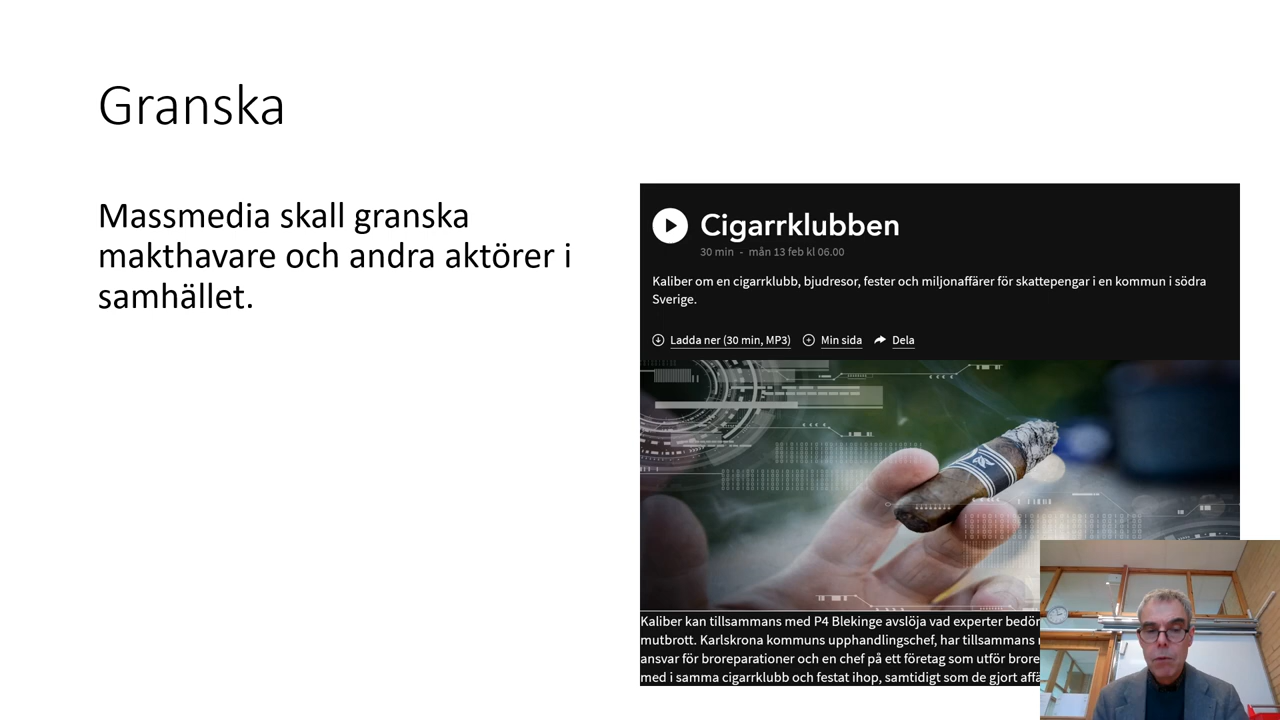 Granska
Massmedia skall granska
makthavare och andra aktörer i
samhället.
Cigarrklubben
30 min - mån 13 feb kl 06.00
Kaliber om en cigarrklubb, bjudresor, fester och miljonaffärer för skattepengar i en kommun i södra
Sverige.
Ladda ner (30 min, MP3) Min sida Dela
Kaliber kan tillsammans med P4 Blekinge avslöja vad experter
mutbrott. Karlskrona kommuns upphandlingschef, har tillsammans
ansvar för broreparationer och en chef på ett företag som utför
med i samma cigarrklubb och festat ihop, samtidigt som de gjort